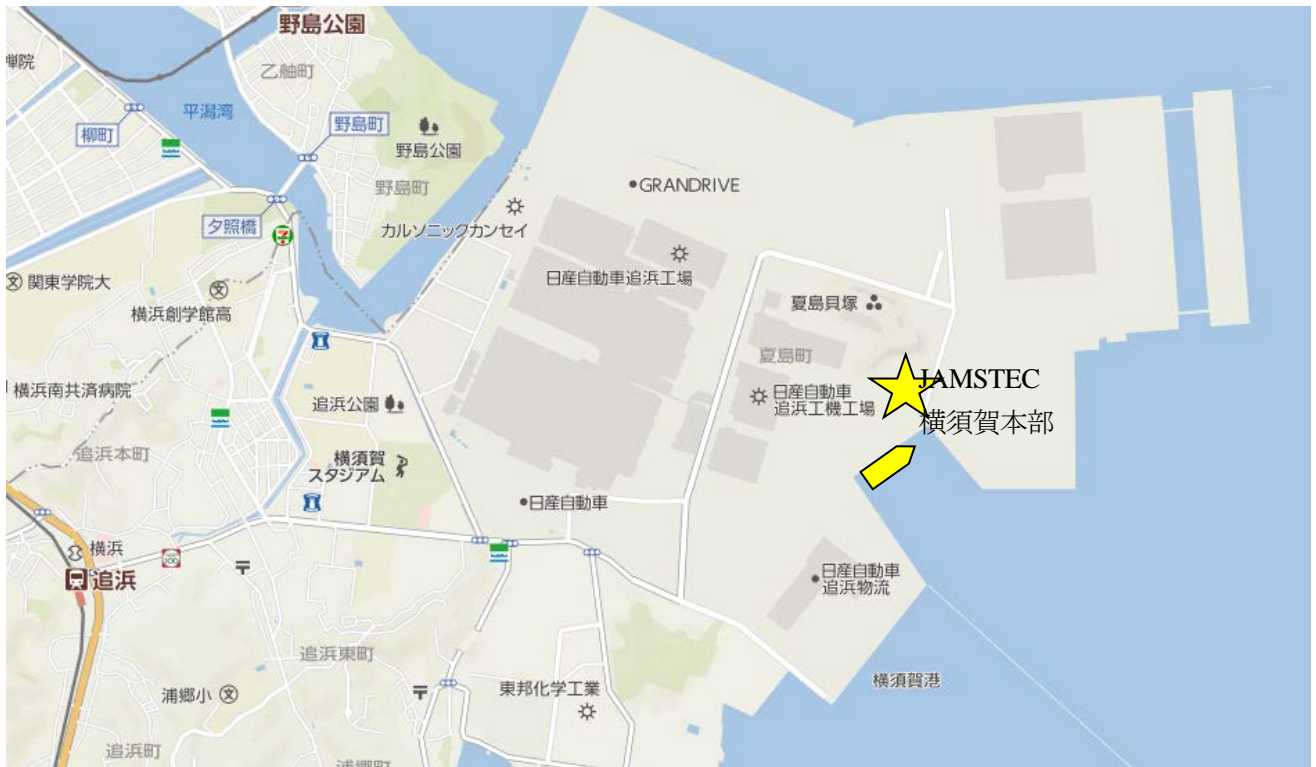 野島公園
禅院
乙舳町
平潟湾
野島町
柳町
野島公園
野島町
GRANDRIVE
夕照橋
カルソニックカンセイ
関東学院大
日産自動車追浜工場
横浜創学館高
夏島貝塚
夏島町
JAMSTEC
横須賀本部
横浜南共済病院
日産自動車
追浜工機工場
追浜公園
追浜本町
横須賀
スタジアム
日産自動車
横浜
追浜
日産自動車
追浜物流
追浜東町
横須賀港
浦郷小
東邦化学工業
追浜町
浦郷町